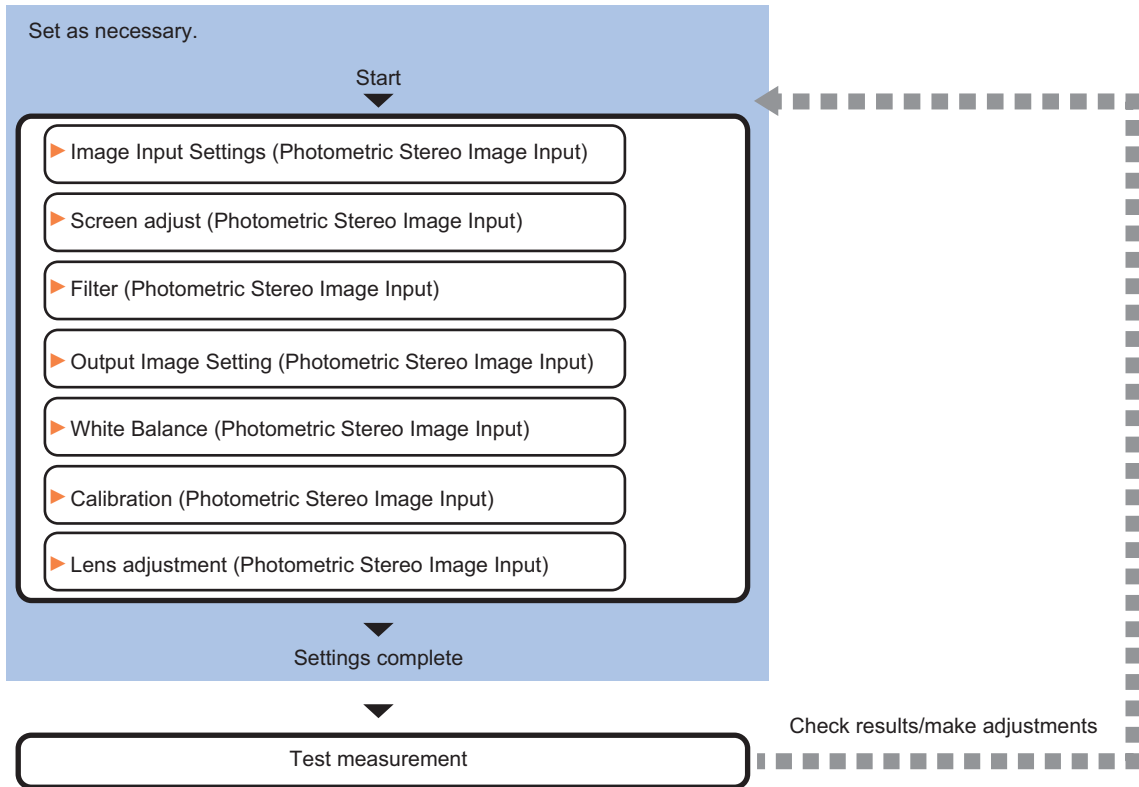 Set as necessary.
Start
Image Input Settings (Photometric Stereo Image Input)
Screen adjust (Photometric Stereo Image Input)
Filter (Photometric Stereo Image Input)
Output Image Setting (Photometric Stereo Image Input)
White Balance (Photometric Stereo Image Input)
Calibration (Photometric Stereo Image Input)
Lens adjustment (Photometric Stereo Image Input)
Settings complete
Check results/make adjustments
Test measurement